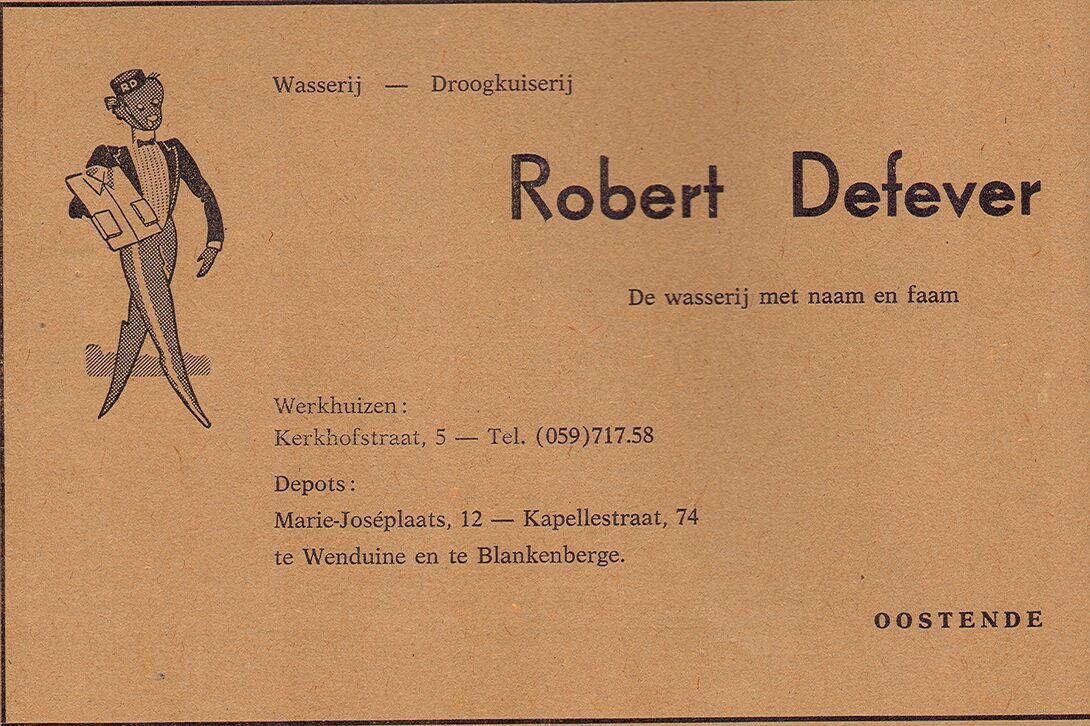 RD
Wasserij — Droogkuiserij
Robert Defever
De wasserij met naam en faam
Werkhuizen:
Kerkhofstraat, 5 — Tel. (059)717.58
Depots:
Marie-Joséplaats, 12 — Kapellestraat, 74
te Wenduine en te Blankenberge.
OOSTENDE